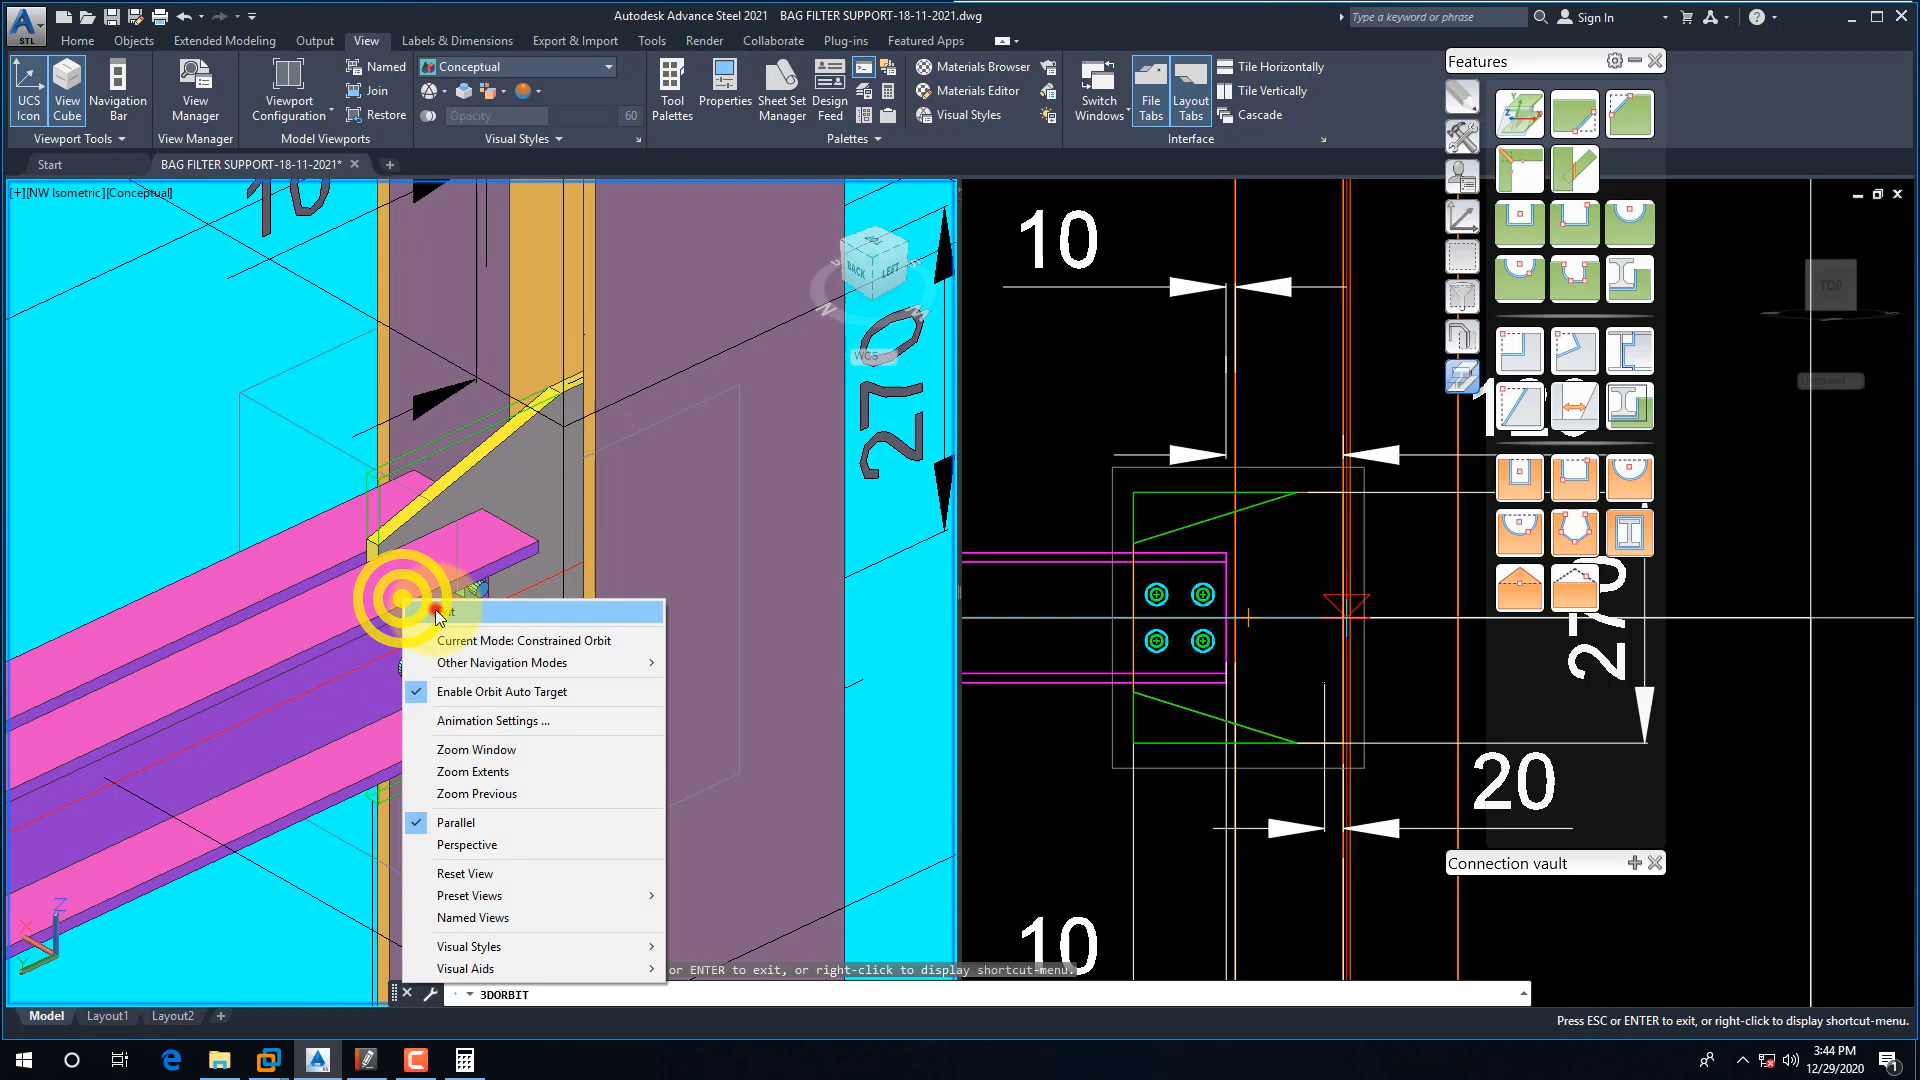 Autodesk Advance Steel 2021   BAG FILTER SUPPORT-18-11-2021.dwg
Type a keyword or phrase
Sign In
STL
Home
Objects
Extended Modeling
Output
View
Labels & Dimensions
Export & Import
Tools
Render
Collaborate
Plug-ins
Featured Apps
UCS Icon
View Cube
Navigation Bar
Viewport Tools
View Manager
View Manager
Viewport Configuration
Named
Join
Restore
Model Viewports
Conceptual
Opacity
60
Visual Styles
Tool Palettes
Properties
Sheet Set Manager
Design Feed
Materials Browser
Materials Editor
Visual Styles
Palettes
Switch Windows
File Tabs
Layout Tabs
Tile Horizontally
Tile Vertically
Cascade
Interface
Features
Start
BAG FILTER SUPPORT-18-11-2021*
[+][NW Isometric][Conceptual]
10
TOP
BACK
LEFT
N
WCS
270
10
TOP
270
20
10
Connection vault
Current Mode: Constrained Orbit
Other Navigation Modes
Enable Orbit Auto Target
Animation Settings ...
Zoom Window
Zoom Extents
Zoom Previous
Parallel
Perspective
Reset View
Preset Views
Named Views
Visual Styles
Visual Aids
Z
X
Y
or ENTER to exit, or right-click to display shortcut-menu.
3DORBIT
Model
Layout1
Layout2
Press ESC or ENTER to exit, or right-click to display shortcut-menu.
3:44 PM
12/29/2020
1